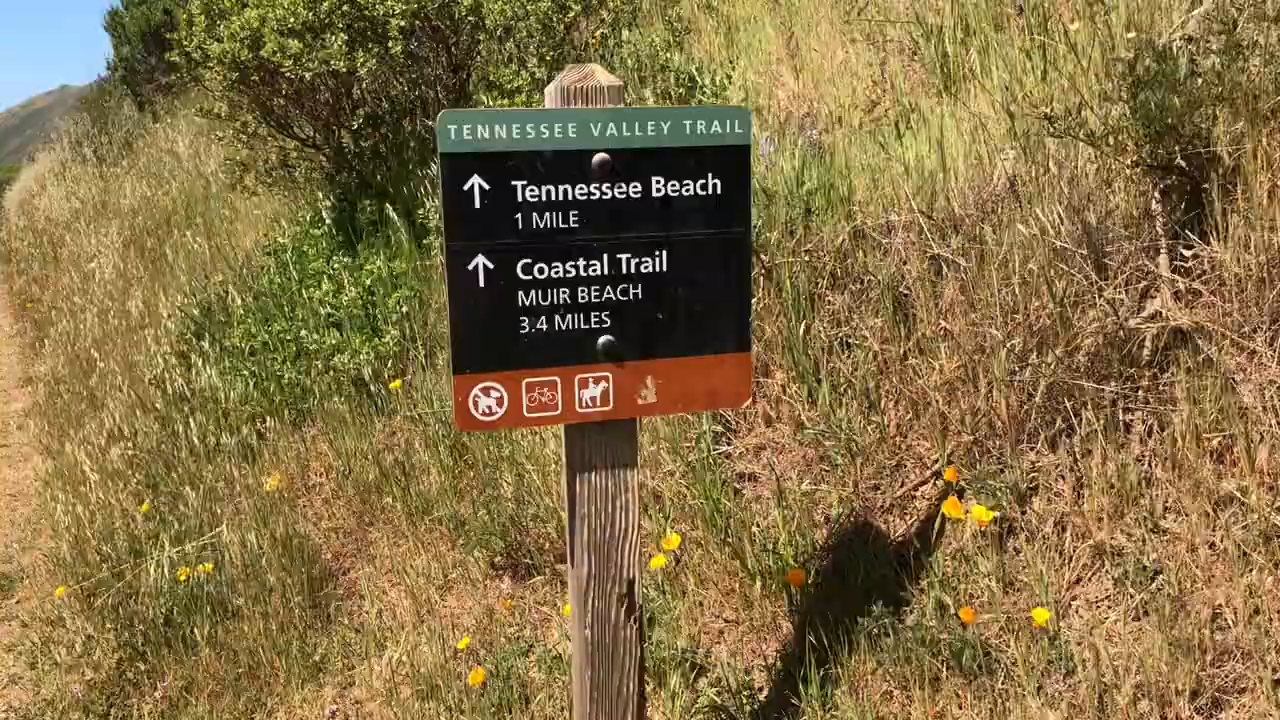 TENNESSEE VALLEY TRAIL
Tennessee Beach
1 MILE
Coastal Trail
MUIR BEACH
3.4 MILES